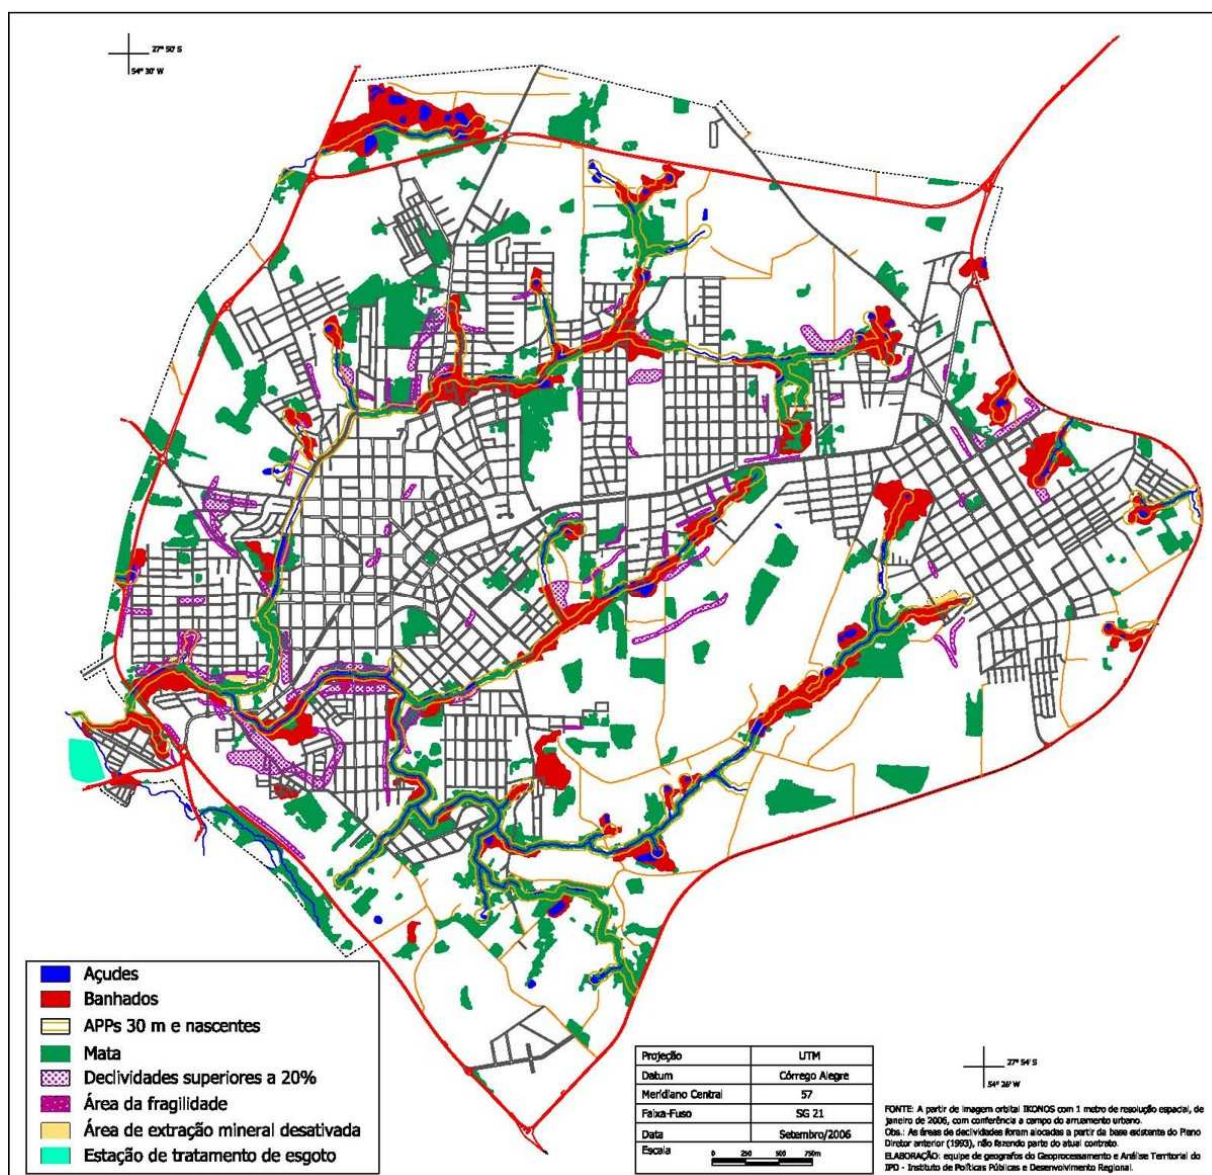 27° 50' S
54° 30' W
Açudes
Banhados
APPs 30 m e nascentes
Mata
Declividades superiores a 20%
Área da fragilidade
Área de extração mineral desativada
Estação de tratamento de esgoto
Projeção UTM
Datum Córrego Alegre
Meridiano Central 57
Faixa-Fuso SG 21
Data Setembro/2006
Escala 0 250 500 750m
27° 54' S
54° 26' W
FONTE: A partir de imagem orbital IKONOS com 1 metro de resolução espacial, de
janeiro de 2006, com conferência a campo do arruamento urbano.
Obs.: As áreas de declividades foram alocadas a partir da base existente do Plano
Diretor anterior (1993), não fazendo parte do atual contrato.
ELABORAÇÃO: equipe de geografos do Geoprocessamento e Análise Territorial do
IPD - Instituto de Políticas Públicas e Desenvolvimento Regional.